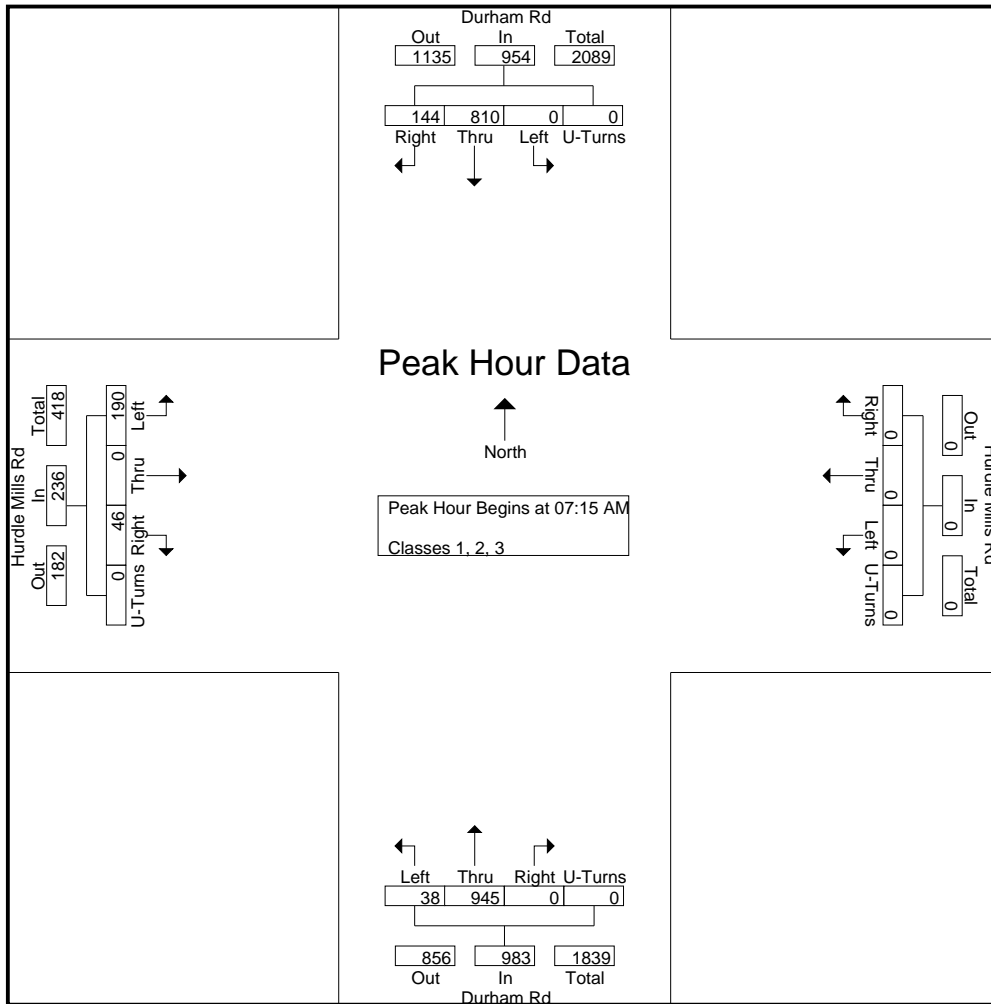 Durham Rd
Out In Total
1135 954 2089
144 810 0 0
Right Thru Left U-Turns
Peak Hour Data
North
Peak Hour Begins at 07:15 AM
Classes 1, 2, 3
Hurdle Mills Rd
Out In Total
182 236 418
190 0 46 0
Left Thru Right U-Turns
Mills Rd
Out In Total
0 0 0
0 0 0 0
Right Thru Left U-Turns
Left Thru Right U-Turns
38 945 0 0
856 983 1839
Out In Total
Durham Rd